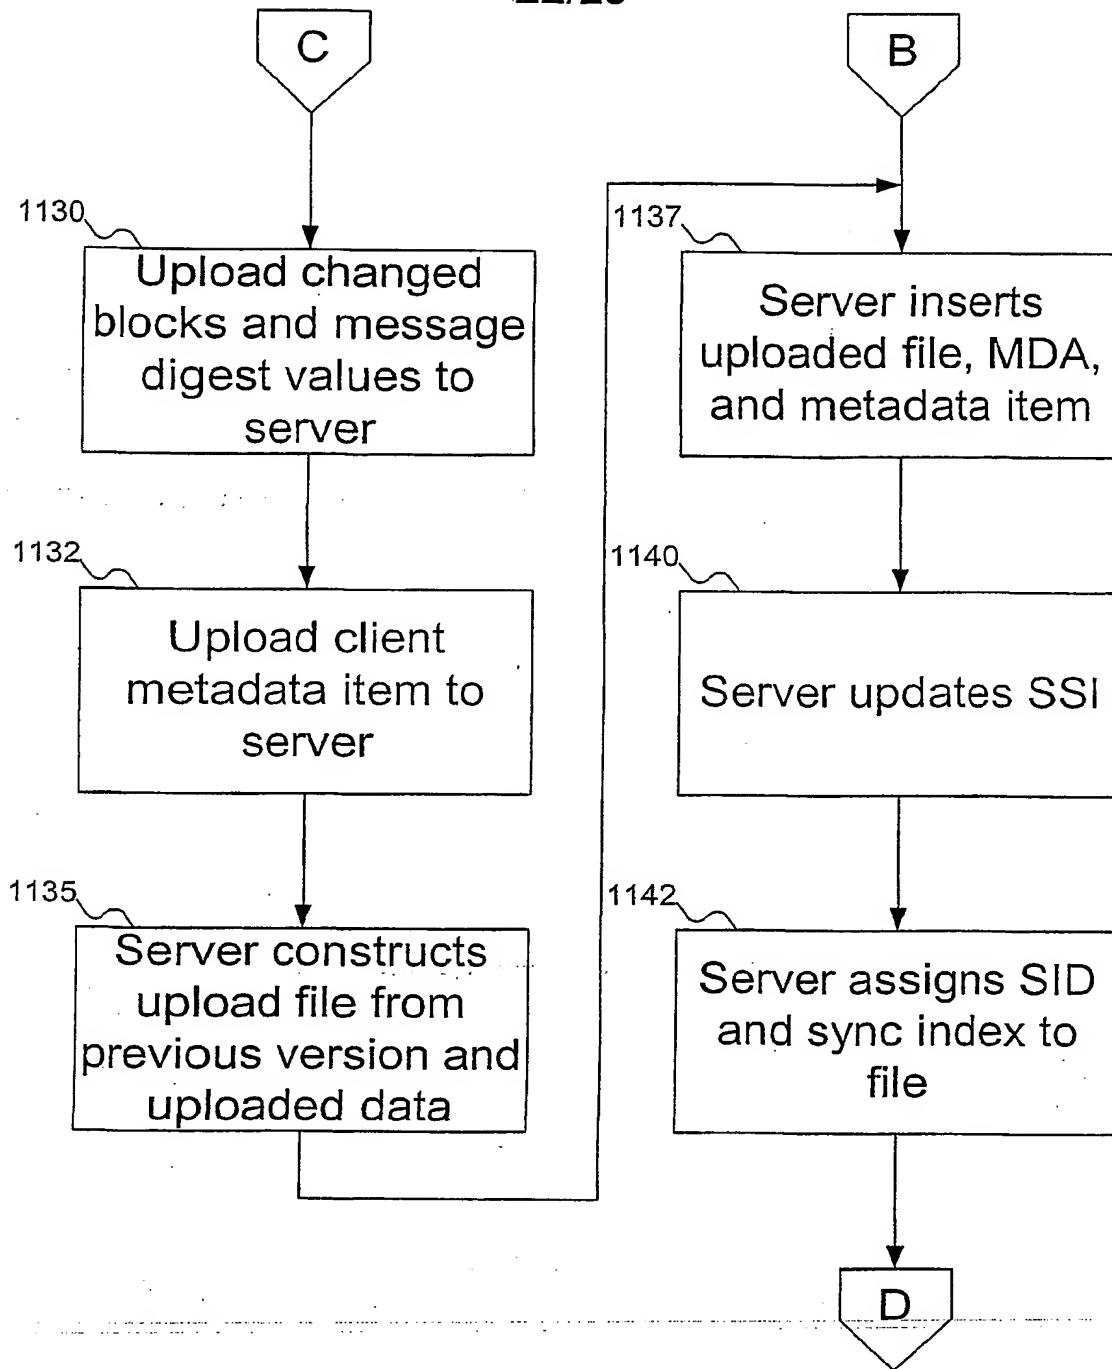 C
1130
Upload changed
blocks and message
digest values to
server
1132
Upload client
metadata item to
server
1135
Server constructs
upload file from
previous version and
uploaded data
B
1137
Server inserts
uploaded file, MDA,
and metadata item
1140
Server updates SSI
1142
Server assigns SID
and sync index to
file
D